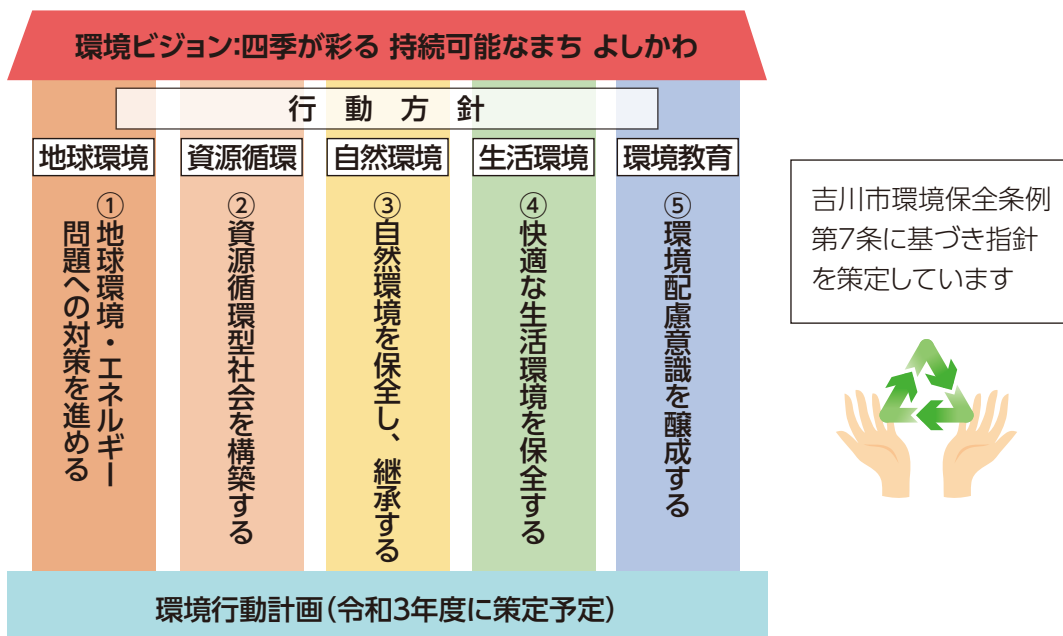 環境ビジョン:四季が彩る 持続可能なまち よしかわ
行動方針
地球環境
①地球環境・エネルギー
問題への対策を進める
資源循環
②資源循環型社会を構築する
自然環境
③自然環境を保全し、継承する
生活環境
④快適な生活環境を保全する
環境教育
⑤環境配慮意識を醸成する
環境行動計画(令和3年度に策定予定)
吉川市環境保全条例
第7条に基づき指針
を策定しています